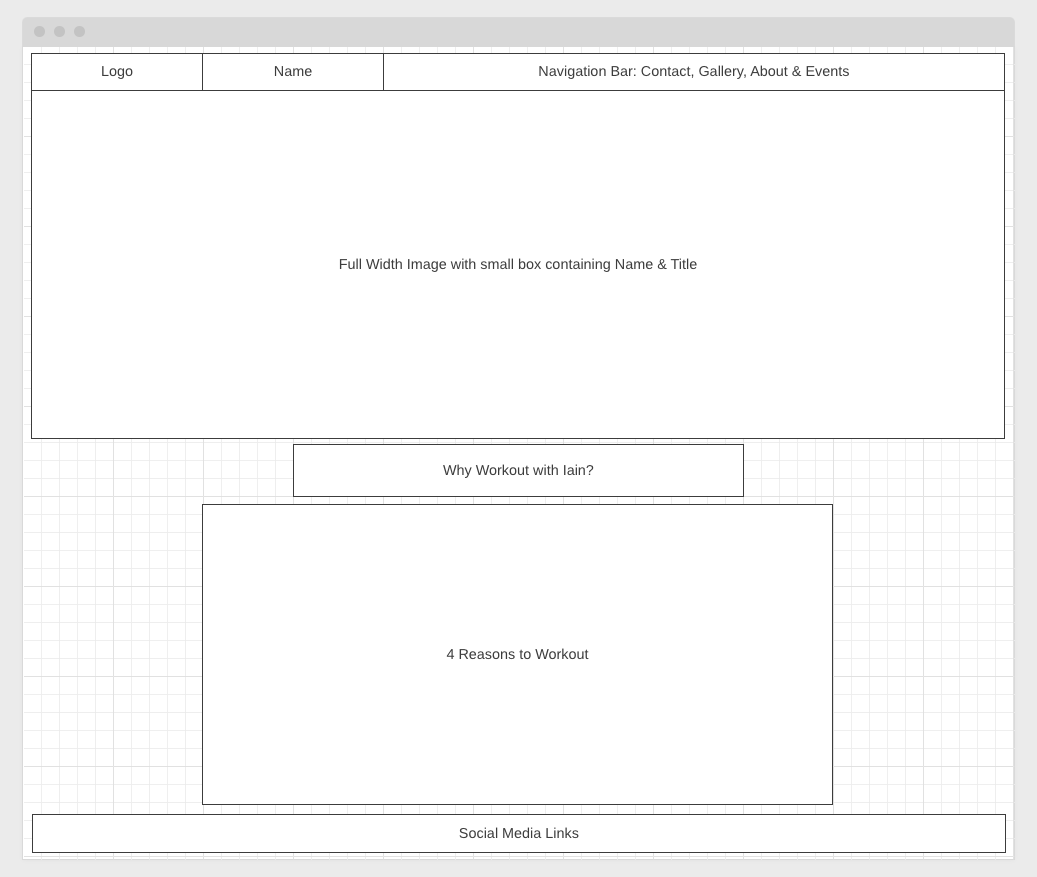 Logo
Name
Navigation Bar: Contact, Gallery, About & Events
Full Width Image with small box containing Name & Title
Why Workout with Iain?
4 Reasons to Workout
Social Media Links